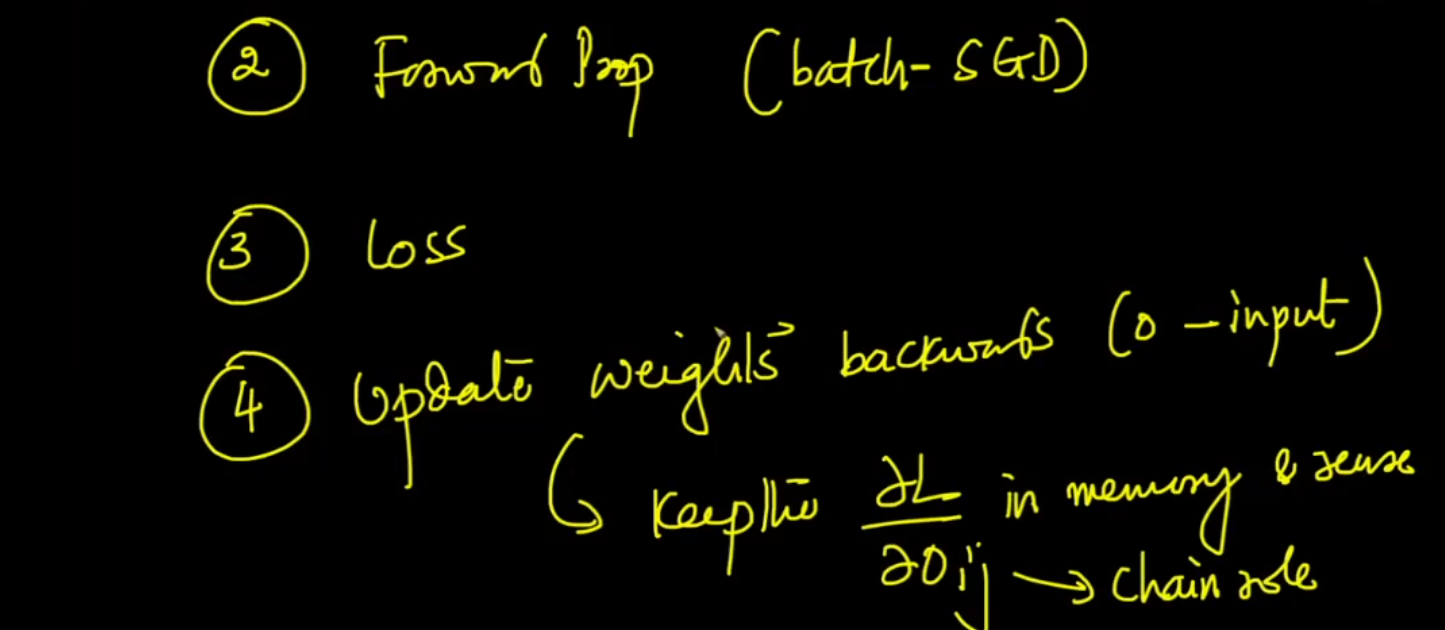 2 Forward Prop (batch-SGD)
3 Loss
4 Update weights backwards (o - input)
Keep the ∂L/∂Oij in memory & reuse
→ Chain rule